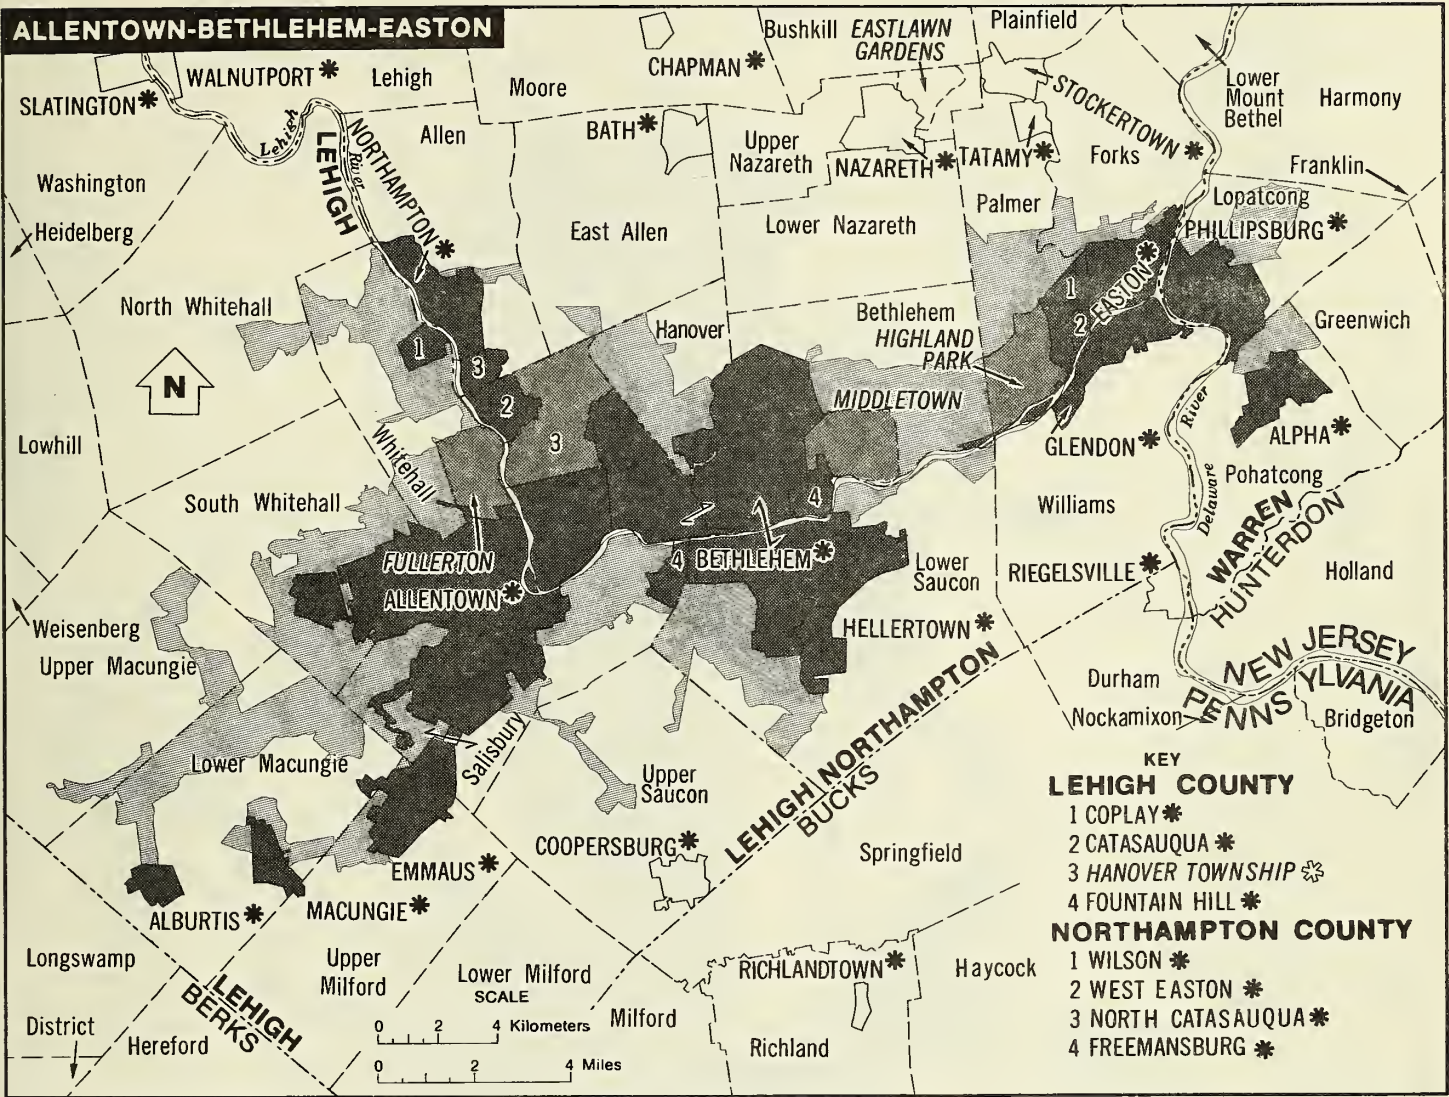 ALLENTOWN-BETHLEHEM-EASTON
Bushkill
EASTLAWN
GARDENS
Plainfield
WALNUTPORT
Lehigh
CHAPMAN
Moore
SLATINGTON
Lower
Mount
Bethel
Harmony
STOCKERTOWN
Lehigh
River
LEHIGH
NORTHAMPTON
Allen
BATH
Upper
Nazareth
NAZARETH
TATAMY
Forks
Franklin
Washington
Heidelberg
East Allen
Lower Nazareth
Palmer
Lopatcong
PHILLIPSBURG
EASTON
North Whitehall
Hanover
Bethlehem
HIGHLAND
PARK
MIDDLETOWN
1
2
Greenwich
N
1
3
2
3
Lowhill
Whitehall
GLENDON
River
Delaware
ALPHA
Pohatcong
South Whitehall
FULLERTON
ALLENTOWN
4
4
BETHLEHEM
Williams
Lower
Saucon
RIEGELSVILLE
WARREN
HUNTERDON
Holland
Weisenberg
Upper Macungie
HELLERTOWN
NEW JERSEY
PENNSYLVANIA
Durham
Nockamixon
Bridgeton
Lower Macungie
Salisbury
Upper
Saucon
LEHIGH
NORTHAMPTON
BUCKS
COOPERSBURG
Springfield
EMMAUS
MACUNGIE
ALBURTIS
Longswamp
Upper
Milford
Lower Milford
RICHLANDTOWN
Haycock
LEHIGH
BERKS
District
Hereford
Milford
Richland
SCALE
0 2 4 Kilometers
0 2 4 Miles
KEY
LEHIGH COUNTY
1 COPLAY*
2 CATASAUQUA*
3 HANOVER TOWNSHIP*
4 FOUNTAIN HILL*
NORTHAMPTON COUNTY
1 WILSON*
2 WEST EASTON*
3 NORTH CATASAUQUA*
4 FREEMANSBURG*